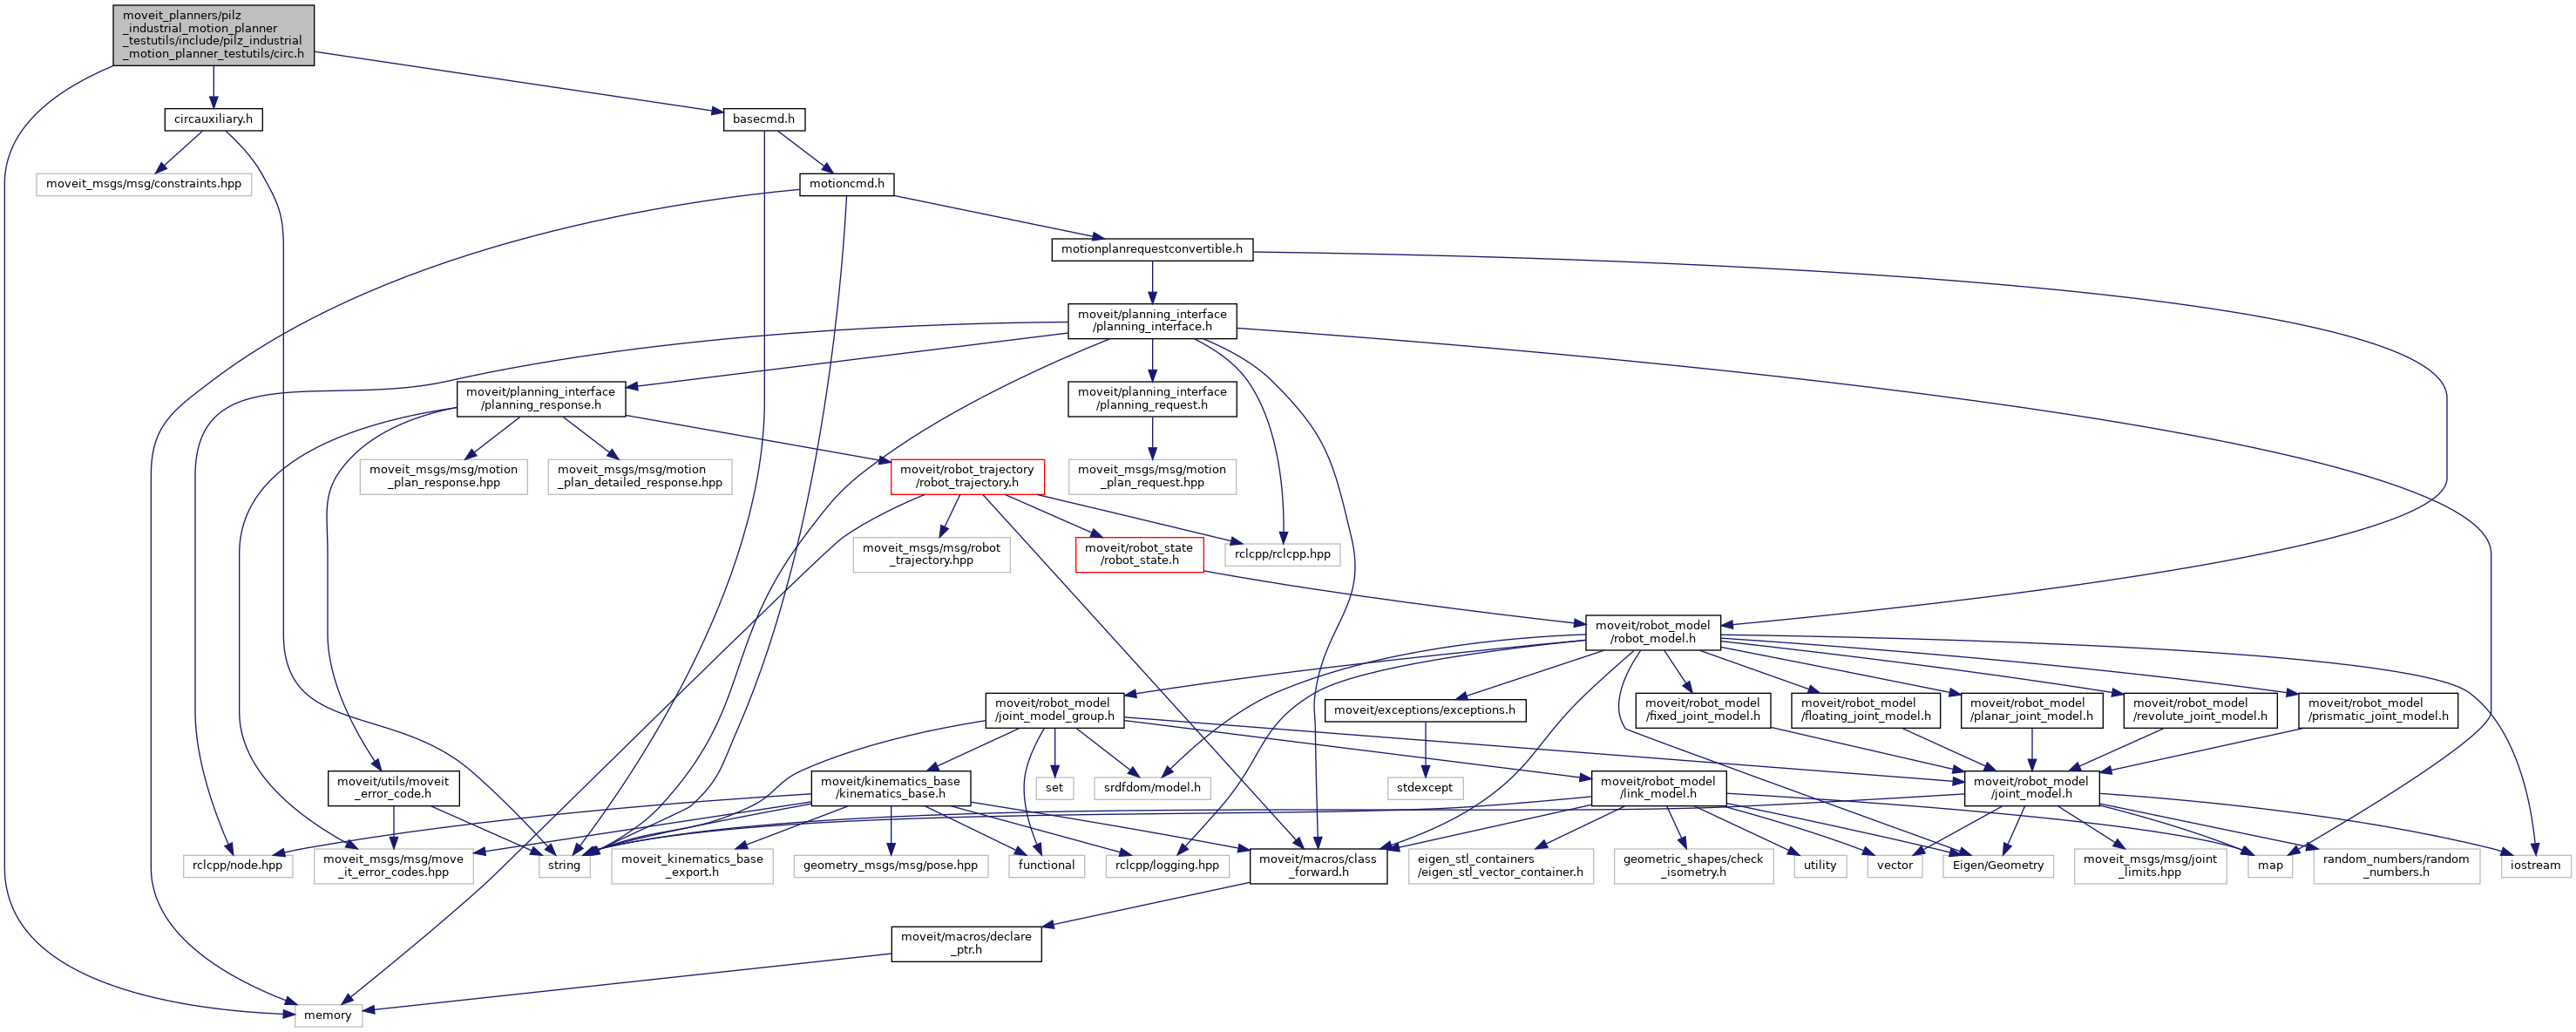 moveit_planners/pilz
_industrial_motion_planner
_testutils/include/pilz_industrial
_motion_planner_testutils/circ.h
circauxiliary.h
basecmd.h
moveit_msgs/msg/constraints.hpp
motioncmd.h
motionplanrequestconvertible.h
moveit/planning_interface
/planning_interface.h
moveit/planning_interface
/planning_response.h
moveit/planning_interface
/planning_request.h
moveit_msgs/msg/motion
_plan_response.hpp
moveit_msgs/msg/motion
_plan_detailed_response.hpp
moveit/robot_trajectory
/robot_trajectory.h
moveit_msgs/msg/motion
_plan_request.hpp
moveit_msgs/msg/robot
_trajectory.hpp
moveit/robot_state
/robot_state.h
rclcpp/rclcpp.hpp
moveit/robot_model
/robot_model.h
moveit/robot_model
/joint_model_group.h
moveit/exceptions/exceptions.h
moveit/robot_model
/fixed_joint_model.h
moveit/robot_model
/floating_joint_model.h
moveit/robot_model
/planar_joint_model.h
moveit/robot_model
/revolute_joint_model.h
moveit/robot_model
/prismatic_joint_model.h
moveit/utils/moveit
_error_code.h
moveit/kinematics_base
/kinematics_base.h
set
srdfdom/model.h
stdexcept
moveit/robot_model
/link_model.h
moveit/robot_model
/joint_model.h
rclcpp/node.hpp
moveit_msgs/msg/move
_it_error_codes.hpp
string
moveit_kinematics_base
_export.h
geometry_msgs/msg/pose.hpp
functional
rclcpp/logging.hpp
moveit/macros/class
_forward.h
eigen_stl_containers
/eigen_stl_vector_container.h
geometric_shapes/check
_isometry.h
utility
vector
Eigen/Geometry
moveit_msgs/msg/joint
_limits.hpp
map
random_numbers/random
_numbers.h
iostream
moveit/macros/declare
_ptr.h
memory